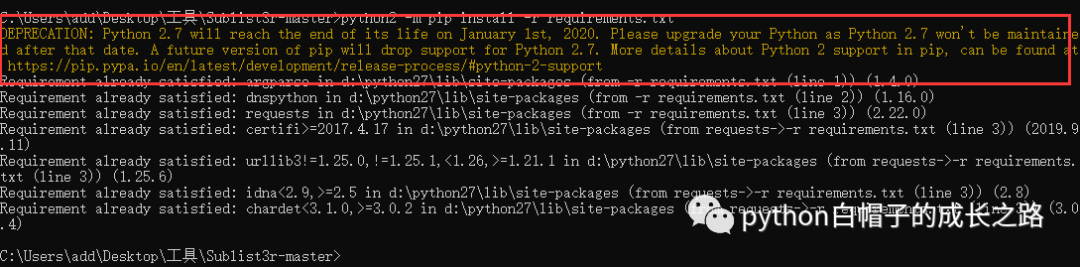 C:\Users\add\Desktop\工具\Sublist3r-master>python2 -m pip install -r requirements.txt
DEPRECATION: Python 2.7 will reach the end of its life on January 1st, 2020. Please upgrade your Python as Python 2.7 won't be maintaine
d after that date. A future version of pip will drop support for Python 2.7. More details about Python 2 support in pip, can be found at
https://pip.pypa.io/en/latest/development/release-process/#python-2-support
Requirement already satisfied: argparse in d:\python27\lib\site-packages (from -r requirements.txt (line 1)) (1.4.0)
Requirement already satisfied: dnspython in d:\python27\lib\site-packages (from -r requirements.txt (line 2)) (1.16.0)
Requirement already satisfied: requests in d:\python27\lib\site-packages (from -r requirements.txt (line 3)) (2.22.0)
Requirement already satisfied: certifi>=2017.4.17 in d:\python27\lib\site-packages (from requests->-r requirements.txt (line 3)) (2019.9
.11)
Requirement already satisfied: urllib3!=1.25.0,!=1.25.1,<1.26,>=1.21.1 in d:\python27\lib\site-packages (from requests->-r requirements.
txt (line 3)) (1.25.6)
Requirement already satisfied: idna<2.9,>=2.5 in d:\python27\lib\site-packages (from requests->-r requirements.txt (line 3)) (2.8)
Requirement already satisfied: chardet<3.1.0,>=3.0.2 in d:\python27\lib\site-packages (from requests->-r requirements.txt (line 3)) (3.0
.4)
python白帽子的成长之路
C:\Users\add\Desktop\工具\Sublist3r-master>